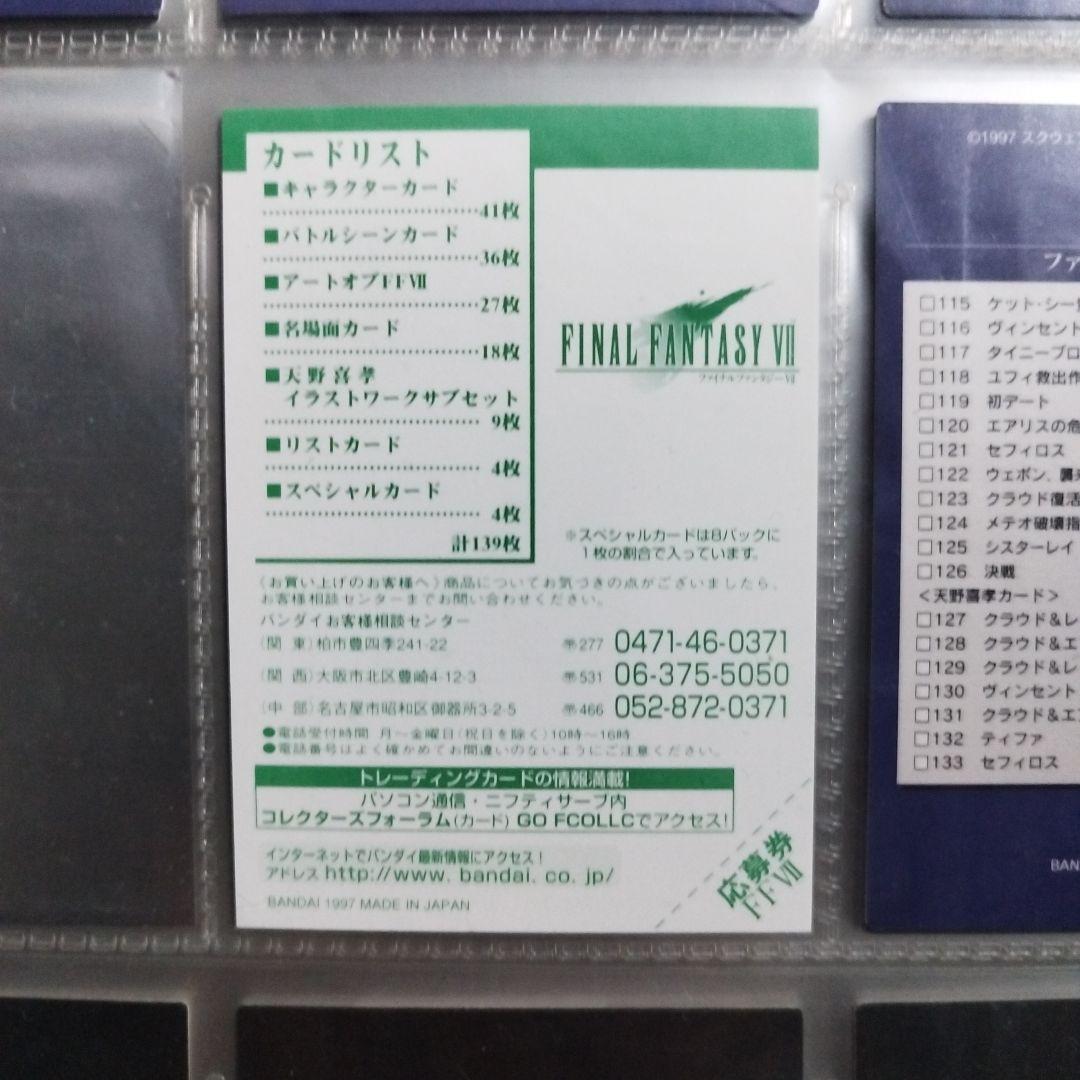 カードリスト
■キャラクターカード
……………………………41枚
■バトルシーンカード
……………………………36枚
■アートオブFFⅦ
……………………………27枚
■名場面カード
……………………………18枚
■天野喜孝
イラストワークサブセット
……………………………9枚
■リストカード
……………………………4枚
■スペシャルカード
……………………………4枚
計139枚
FINAL FANTASY VII
ファイナルファンタジーVII
※スペシャルカードは8パックに
1枚の割合で入っています。
〈お買い上げのお客様へ〉商品についてお気づきの点がございましたら、
お客様相談センターまでお問い合わせください。
バンダイお客様相談センター
(関 東)柏市豊四季241-22 〠277 0471-46-0371
(関 西)大阪市北区豊崎4-12-3 〠531 06-375-5050
(中 部)名古屋市昭和区御器所3-2-5 〠466 052-872-0371
●電話受付時間 月～金曜日(祝日を除く)10時～16時
●電話番号はよく確かめてお間違いのないようにご注意ください。
トレーディングカードの情報満載!
パソコン通信・ニフティサーブ内
コレクターズフォーラム(カード) GO FCOLLCでアクセス!
インターネットでバンダイ最新情報にアクセス!
アドレス http://www.bandai.co.jp/
BANDAI 1997 MADE IN JAPAN
応募券
FFⅦ
©1997 スクウェ
ファ
□115 ケット・シー
□116 ヴィンセント
□117 タイニーブロ
□118 ユフィ救出作
□119 初デート
□120 エアリスの危
□121 セフィロス
□122 ウェポン、襲
□123 クラウド復活
□124 メテオ破壊指
□125 シスターレイ
□126 決戦
<天野喜孝カード>
□127 クラウド&レ
□128 クラウド&エ
□129 クラウド&レ
□130 ヴィンセント
□131 クラウド&エ
□132 ティファ
□133 セフィロス
BAN